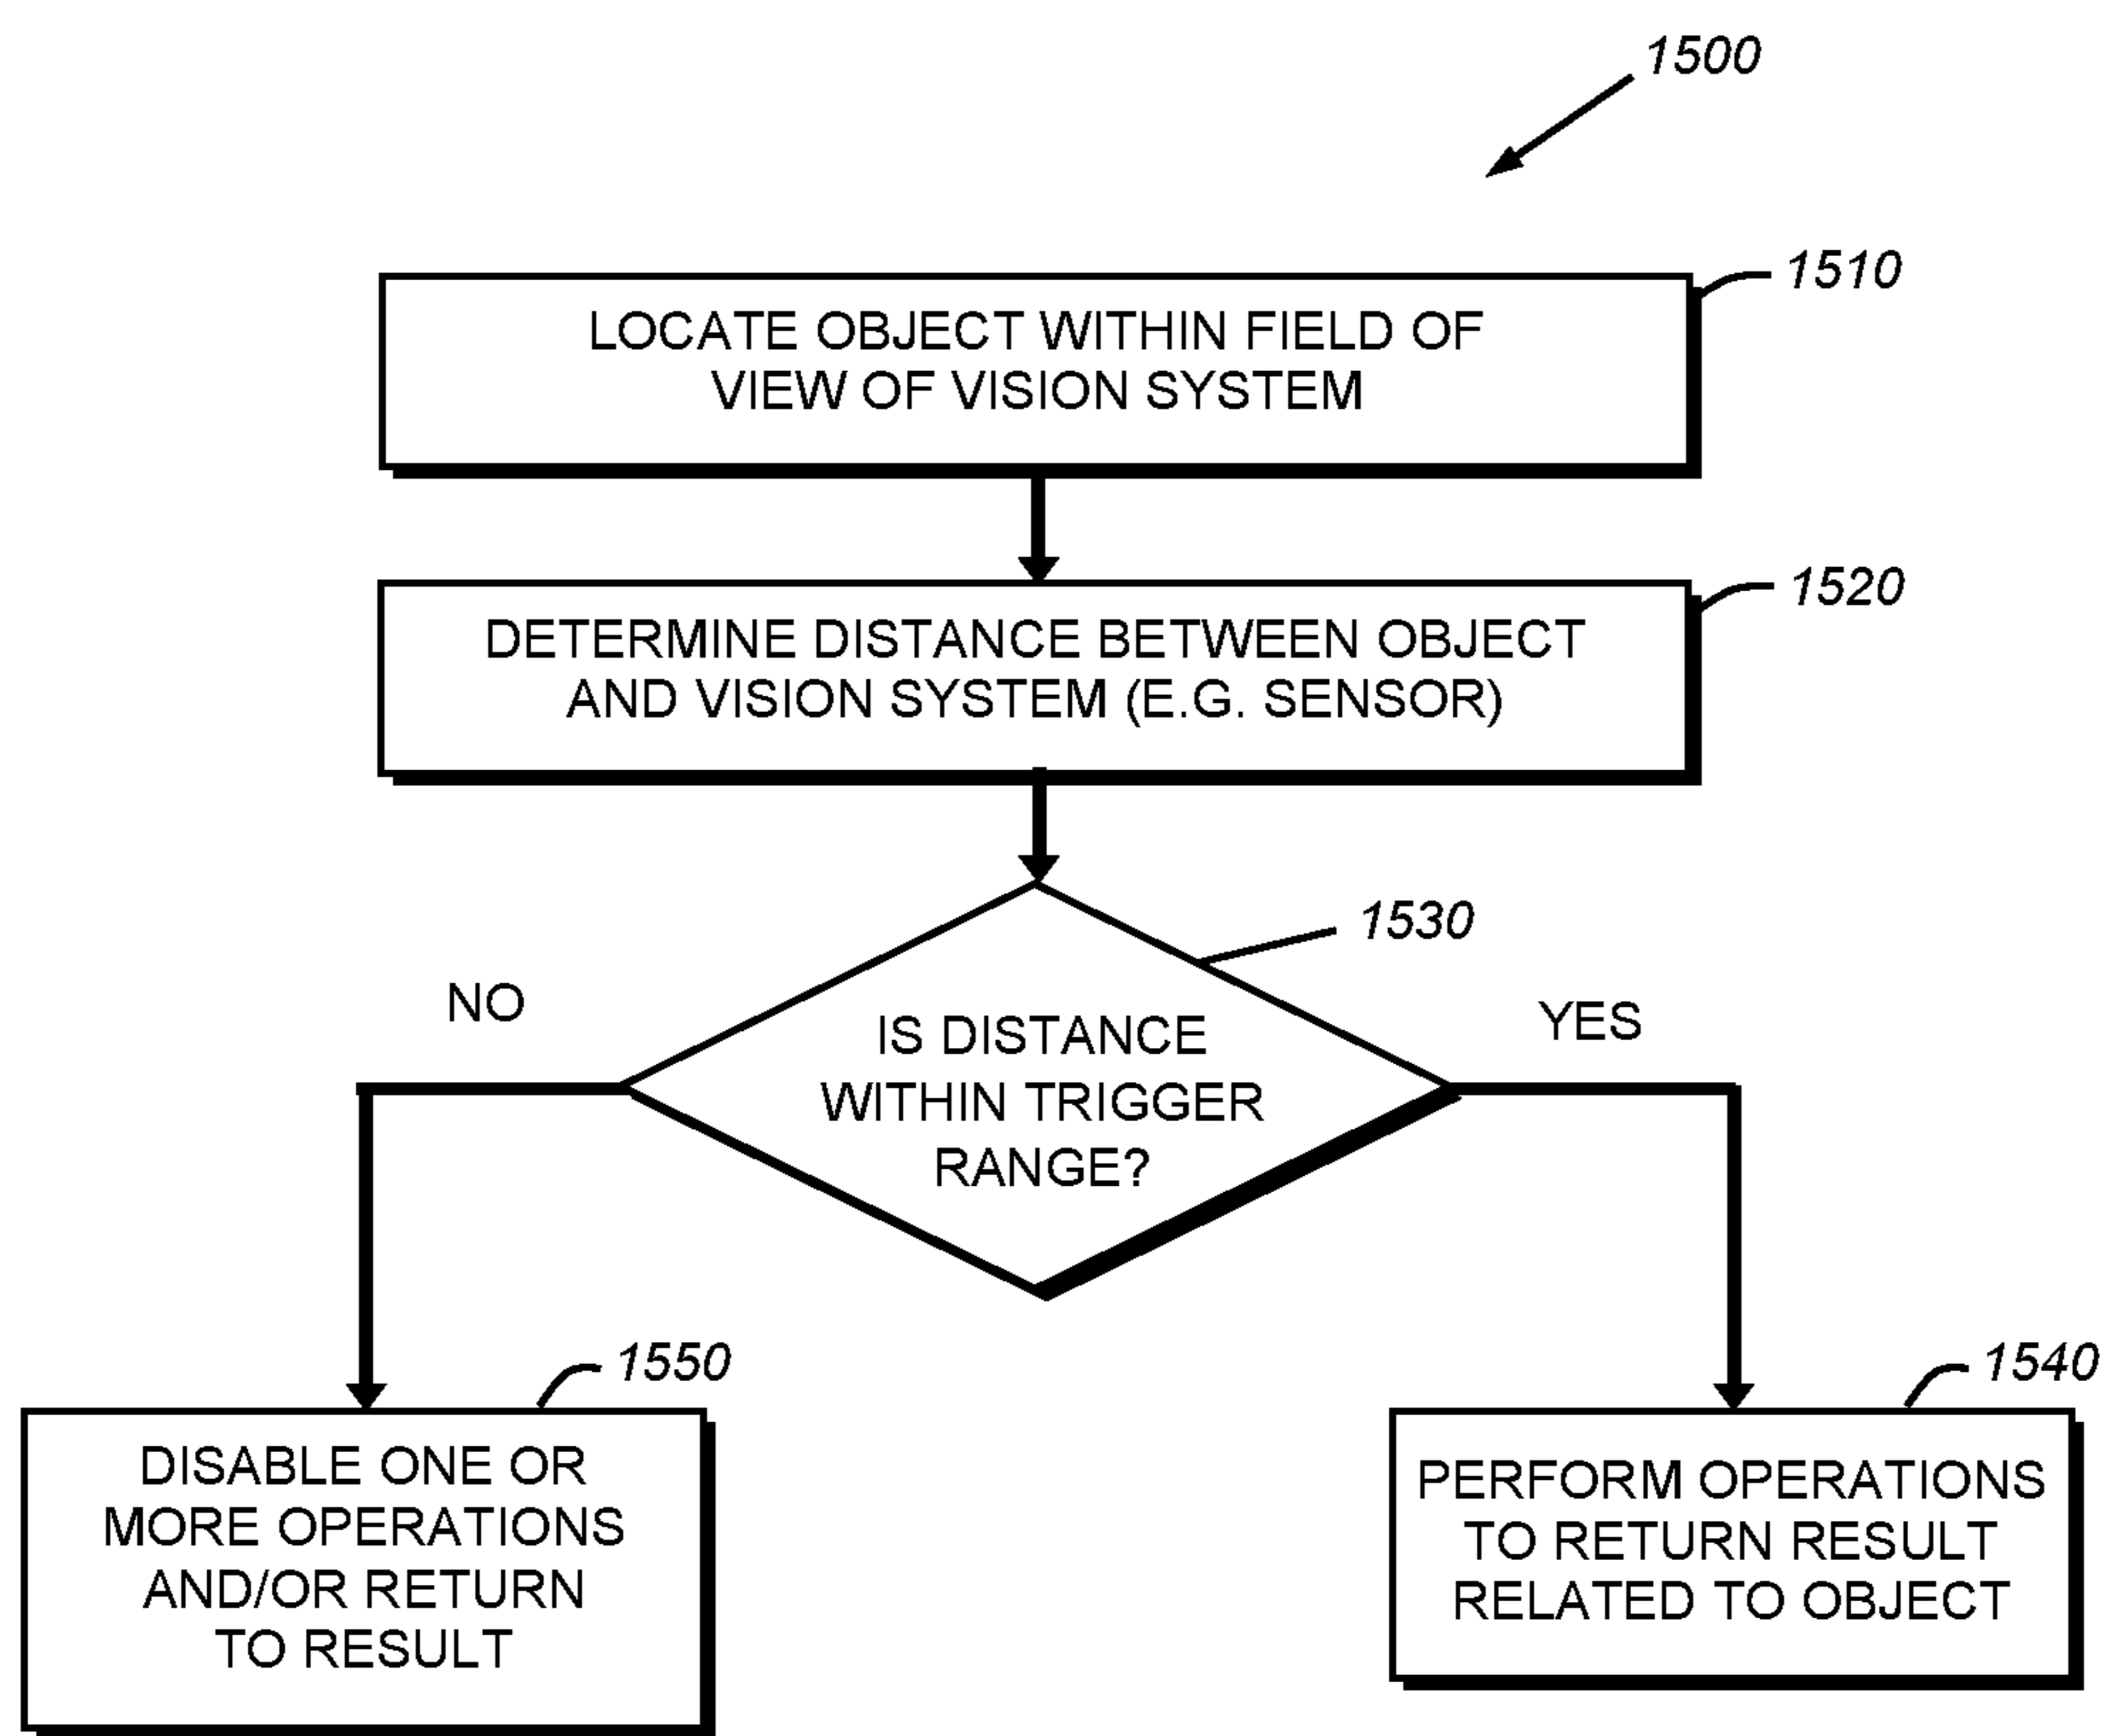 1500
1510
LOCATE OBJECT WITHIN FIELD OF
VIEW OF VISION SYSTEM
1520
DETERMINE DISTANCE BETWEEN OBJECT
AND VISION SYSTEM (E.G. SENSOR)
1530
NO
YES
IS DISTANCE
WITHIN TRIGGER
RANGE?
1550
DISABLE ONE OR
MORE OPERATIONS
AND/OR RETURN
TO RESULT
1540
PERFORM OPERATIONS
TO RETURN RESULT
RELATED TO OBJECT